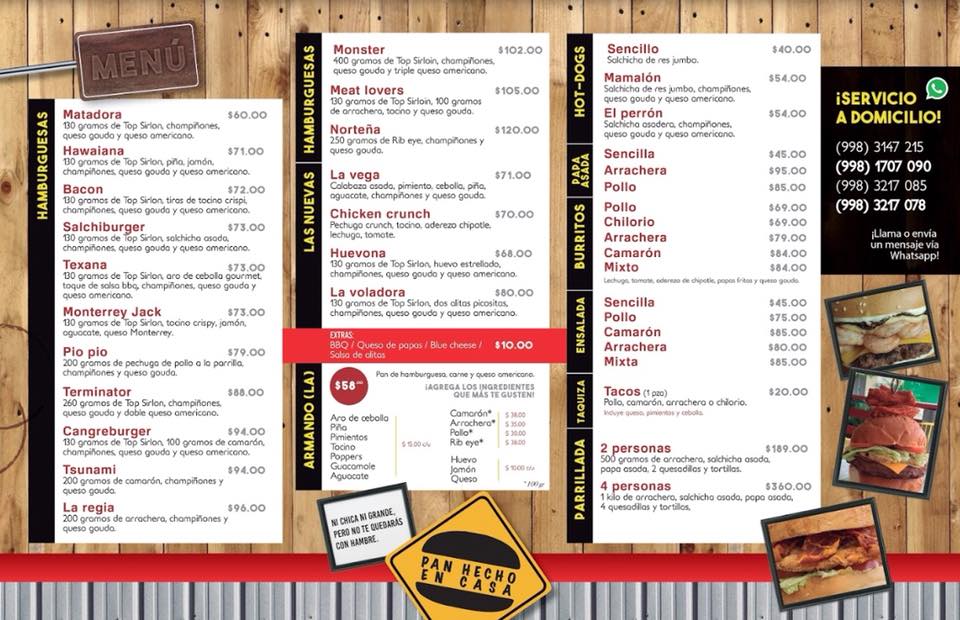 MENÚ
HAMBURGUESAS
Matadora $60.00
130 gramos de Top Sirlon, champiñones,
queso gouda y queso americano.
Hawaiana $71.00
130 gramos de Top Sirlon, piña, jamón,
champiñones, queso gouda y queso americano.
Bacon $72.00
130 gramos de Top Sirlon, tiras de tocino crispi,
champiñones, queso gouda y queso americano.
Salchiburger $73.00
130 gramos de Top Sirlon, salchicha asada,
champiñones, queso gouda y queso americano.
Texana $73.00
130 gramos de Top Sirlon, aro de cebolla gourmet,
toque de salsa bbq, champiñones, queso gouda y
queso americano.
Monterrey Jack $73.00
130 gramos de Top Sirlon, tocino crispy, jamón,
aguacate, queso Monterrey.
Pio pio $79.00
200 gramos de pechuga de pollo a la parrilla,
champiñones y queso gouda.
Terminator $88.00
260 gramos de Top Sirlon, champiñones,
queso gouda y doble queso americano.
Cangreburger $94.00
130 gramos de Top Sirlon, 100 gramos de camarón,
champiñones, queso gouda y queso americano.
Tsunami $94.00
200 gramos de camarón, champiñones y
queso gouda.
La regia $96.00
200 gramos de arrachera, champiñones y
queso gouda.
HAMBURGUESAS
Monster $102.00
400 gramos de Top Sirloin, champiñones,
queso gouda y triple queso americano.
Meat lovers $105.00
130 gramos de Top Sirloin, 100 gramos
de arrachera, tocino y queso gouda.
Norteña $120.00
250 gramos de Rib eye, champiñones y
queso gouda.
LAS NUEVAS
La vega $71.00
Calabaza asada, pimiento, cebolla, piña,
aguacate, champiñones y queso gouda.
Chicken crunch $70.00
Pechuga crunch, tocino, aderezo chipotle,
lechuga, tomate.
Huevona $68.00
130 gramos de Top Sirlon, huevo estrellado,
champiñones, queso gouda y queso americano.
La voladora $80.00
130 gramos de Top Sirlon, dos alitas picositas,
champiñones, queso gouda y queso americano.
EXTRAS:
BBQ / Queso de papas / Blue cheese / $10.00
Salsa de alitas
ARMANDO (LA)
$58.00
Pan de hamburguesa, carne y queso americano.
¡AGREGA LOS INGREDIENTES
QUE MÁS TE GUSTEN!
Aro de cebolla
Piña
Pimientos
Tocino
Poppers
Guacamole
Aguacate
$ 15.00 c/u
Camarón* $ 38.00
Arrachera* $ 35.00
Pollo* $ 30.00
Rib eye* $ 38.00
Huevo
Jamón $ 10.00 c/u
Queso
*100 gr
HOT-DOGS
Sencillo $40.00
Salchicha de res jumbo.
Mamalón $54.00
Salchicha de res jumbo, champiñones,
queso gouda y queso americano.
El perrón $54.00
Salchicha asadera, champiñones,
queso gouda y queso americano.
PAPA
ASADA
Sencilla $45.00
Arrachera $95.00
Pollo $85.00
BURRITOS
Pollo $69.00
Chilorio $69.00
Arrachera $79.00
Camarón $84.00
Mixto $84.00
Lechuga, tomate, aderezo de chipotle, papas fritas y queso gouda.
ENSALADA
Sencilla $45.00
Pollo $75.00
Camarón $85.00
Arrachera $80.00
Mixta $85.00
TAQUIZA
Tacos (1 pza) $20.00
Pollo, camarón, arrachera o chilorio.
Incluye queso, pimientos y cebolla.
PARRILLADA
2 personas $189.00
500 gramos de arrachera, salchicha asada,
papa asada, 2 quesadillas y tortillas.
4 personas $360.00
1 kilo de arrachera, salchicha asada, papa asada,
4 quesadillas y tortillas,
¡SERVICIO
A DOMICILIO!
(998) 3147 215
(998) 1707 090
(998) 3217 085
(998) 3217 078
¡Llama o envía
un mensaje vía
Whatsapp!
NI CHICA NI GRANDE,
PERO NO TE QUEDARÁS
CON HAMBRE.
PAN HECHO
EN CASA